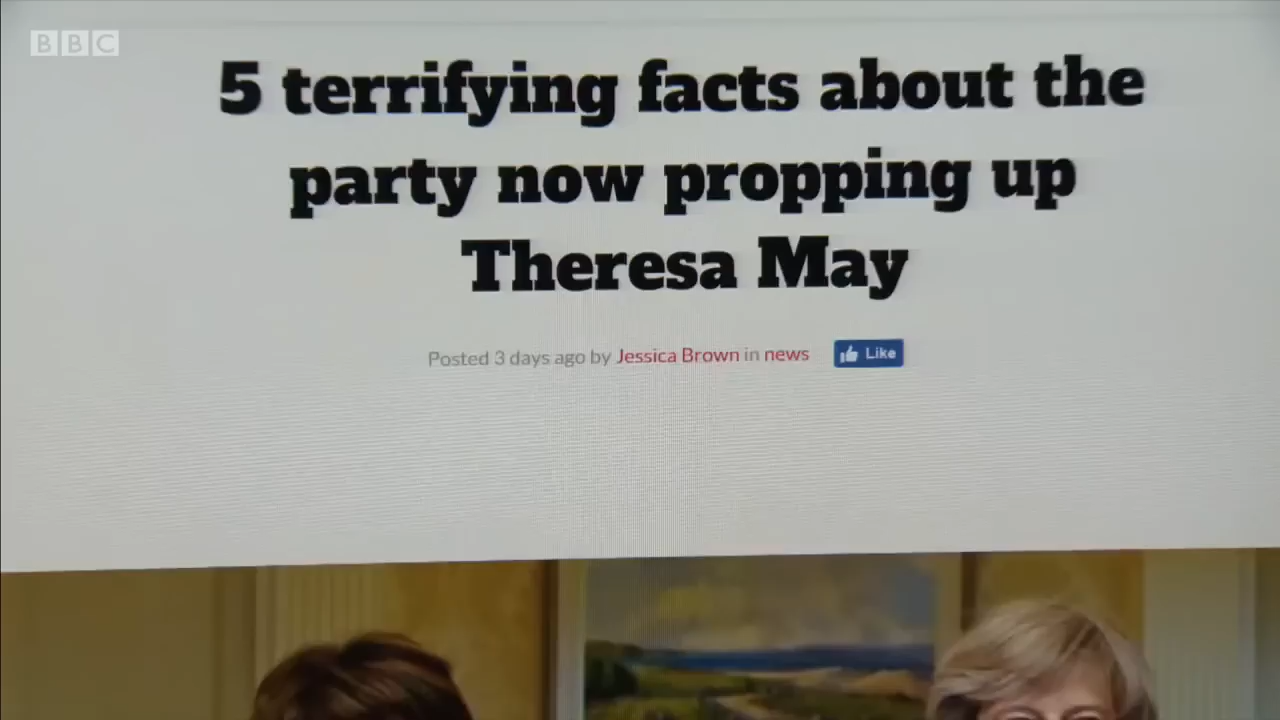 BBC
5 terrifying facts about the
party now propping up
Theresa May
Posted 3 days ago by Jessica Brown in news
Like